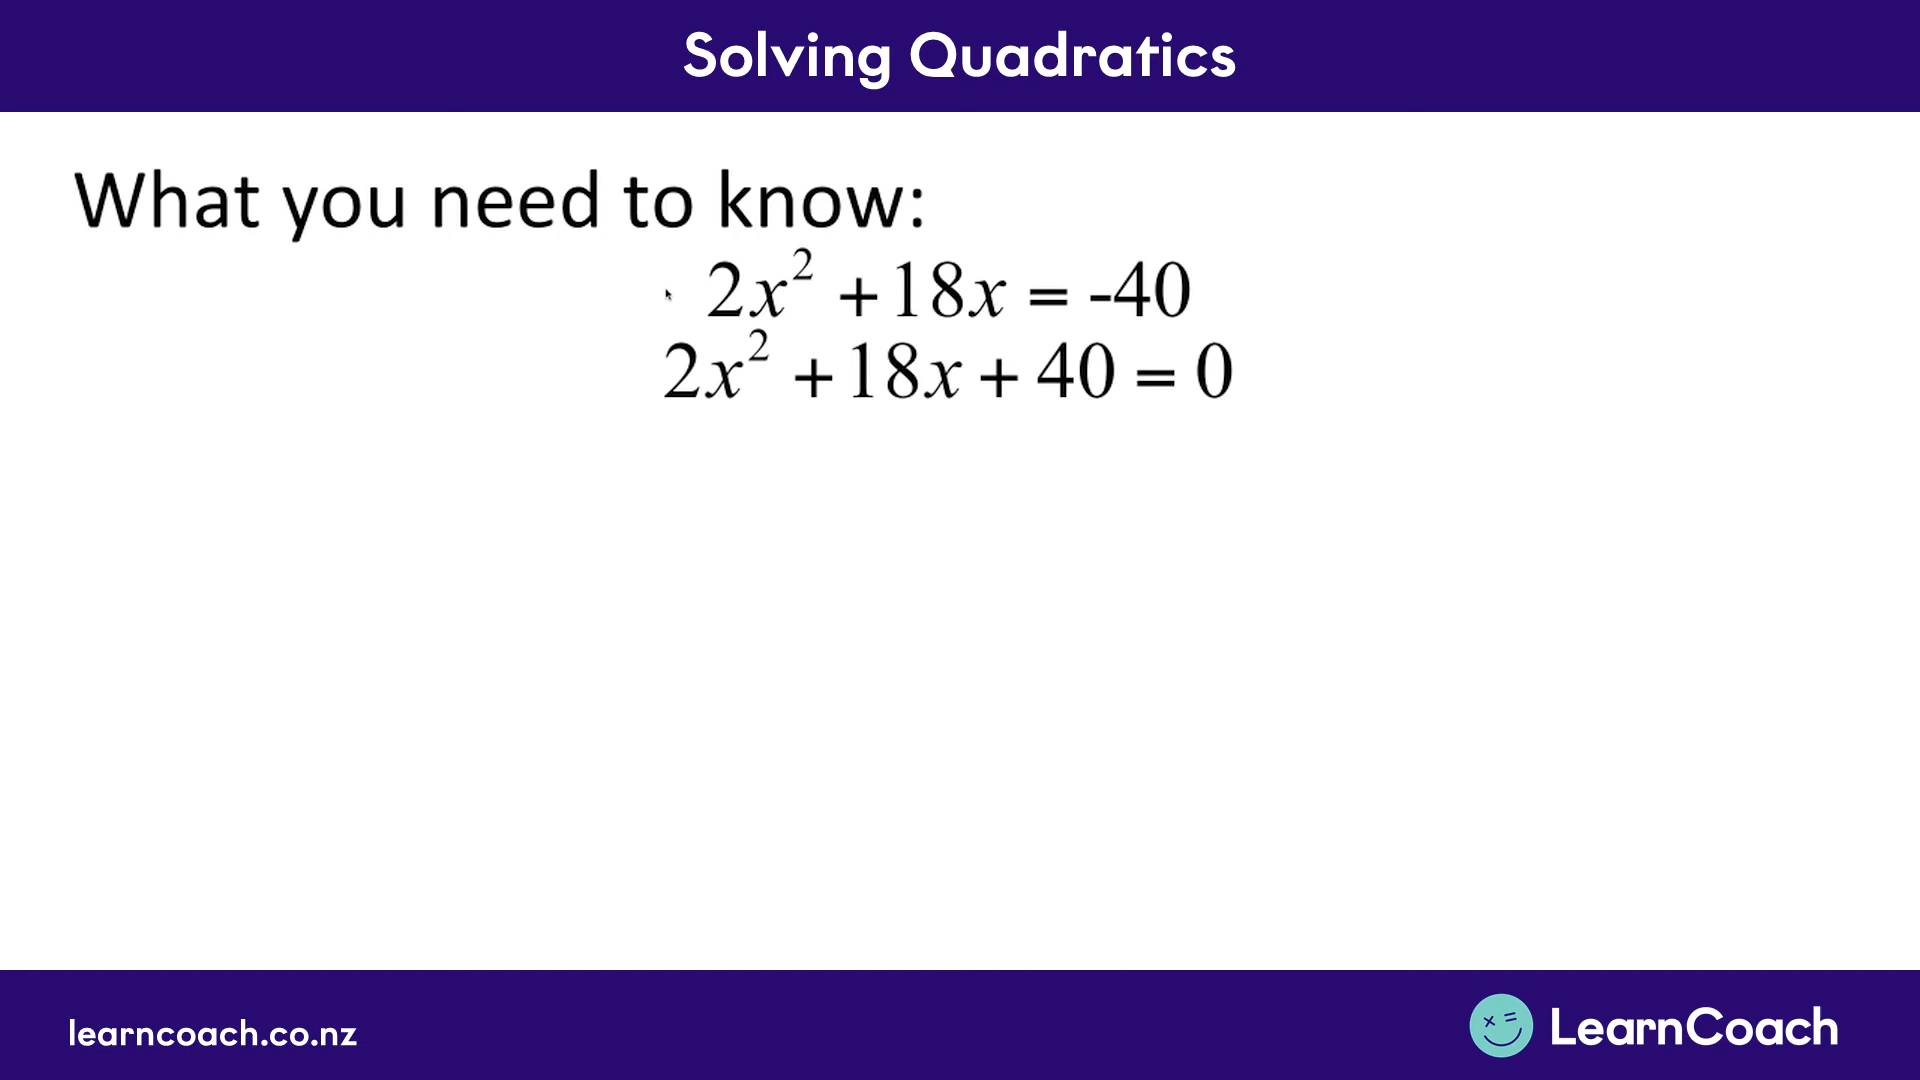 Solving Quadratics
What you need to know:
2x² + 18x = -40
2x² + 18x + 40 = 0
learncoach.co.nz
LearnCoach